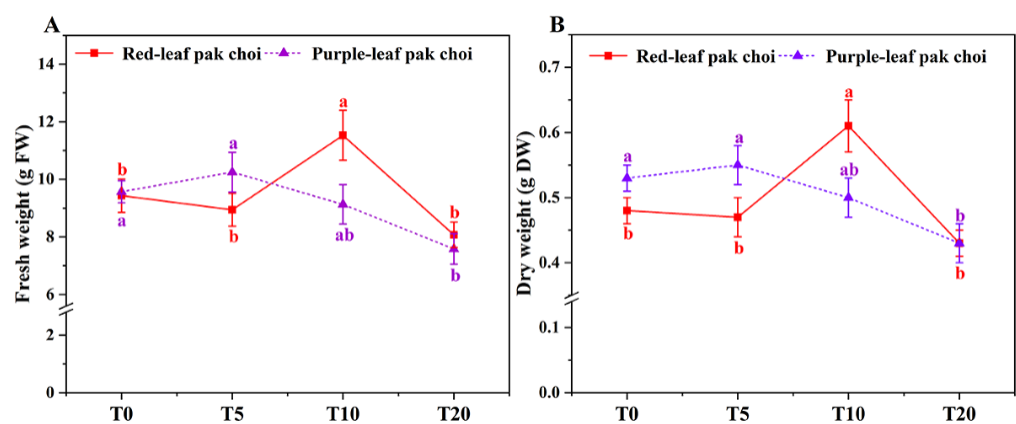 A
Red-leaf pak choi
Purple-leaf pak choi
Fresh weight (g FW)
14
12
10
8
6
2
0
b
a
a
b
a
ab
b
b
T0
T5
T10
T20
B
Red-leaf pak choi
Purple-leaf pak choi
Dry weight (g DW)
0.7
0.6
0.5
0.4
0.1
0.0
a
b
a
b
a
ab
b
b
T0
T5
T10
T20